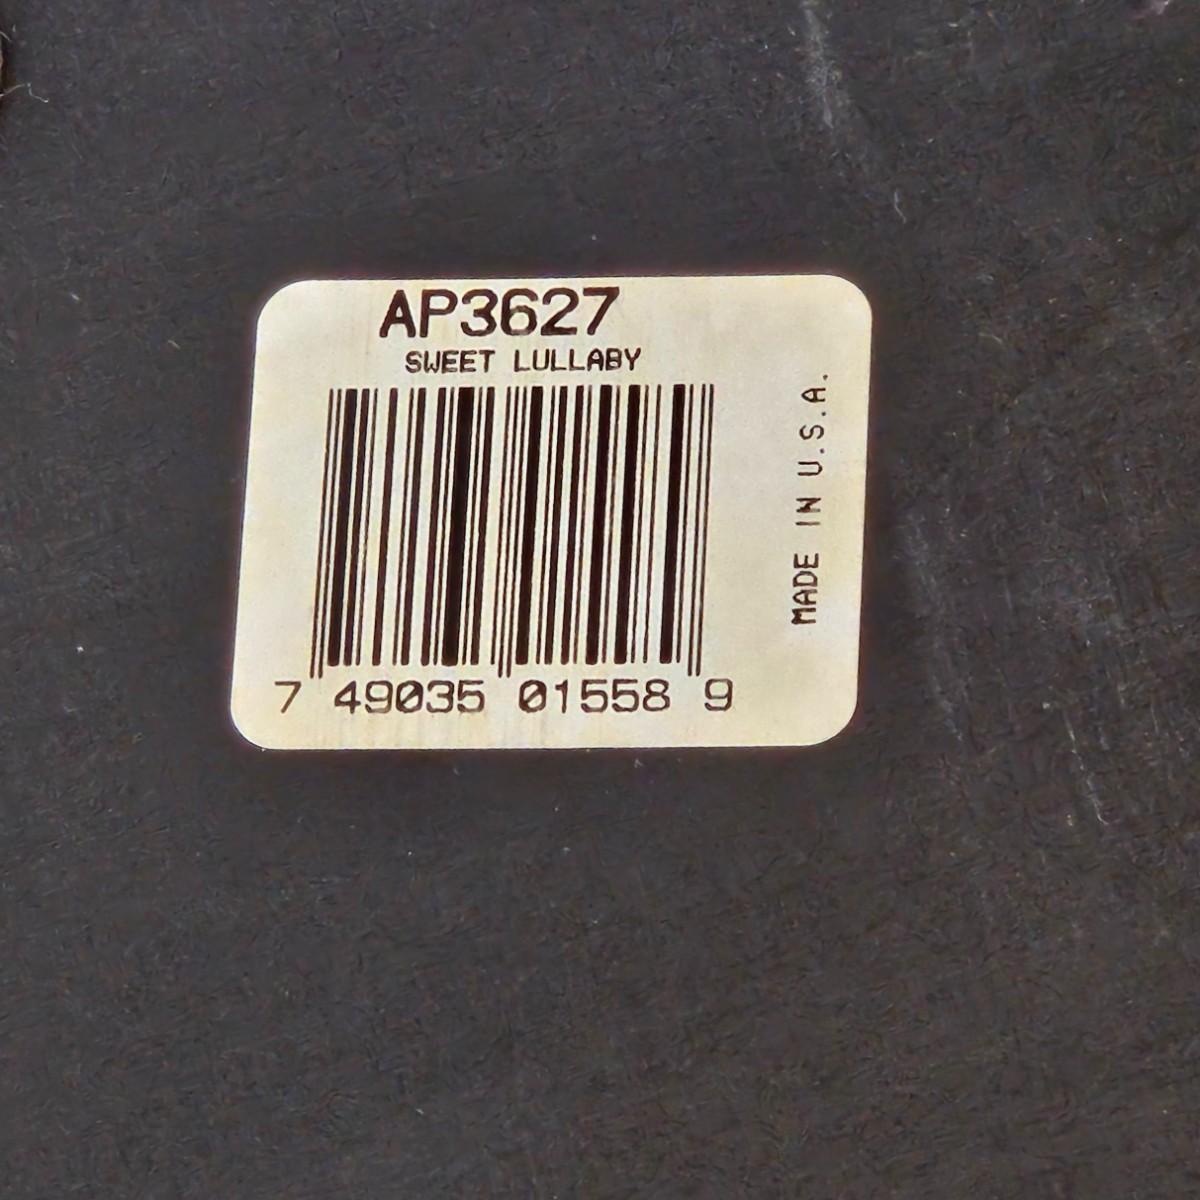 AP3627
SWEET LULLABY
7 49035 01558 9
MADE IN U.S.A.